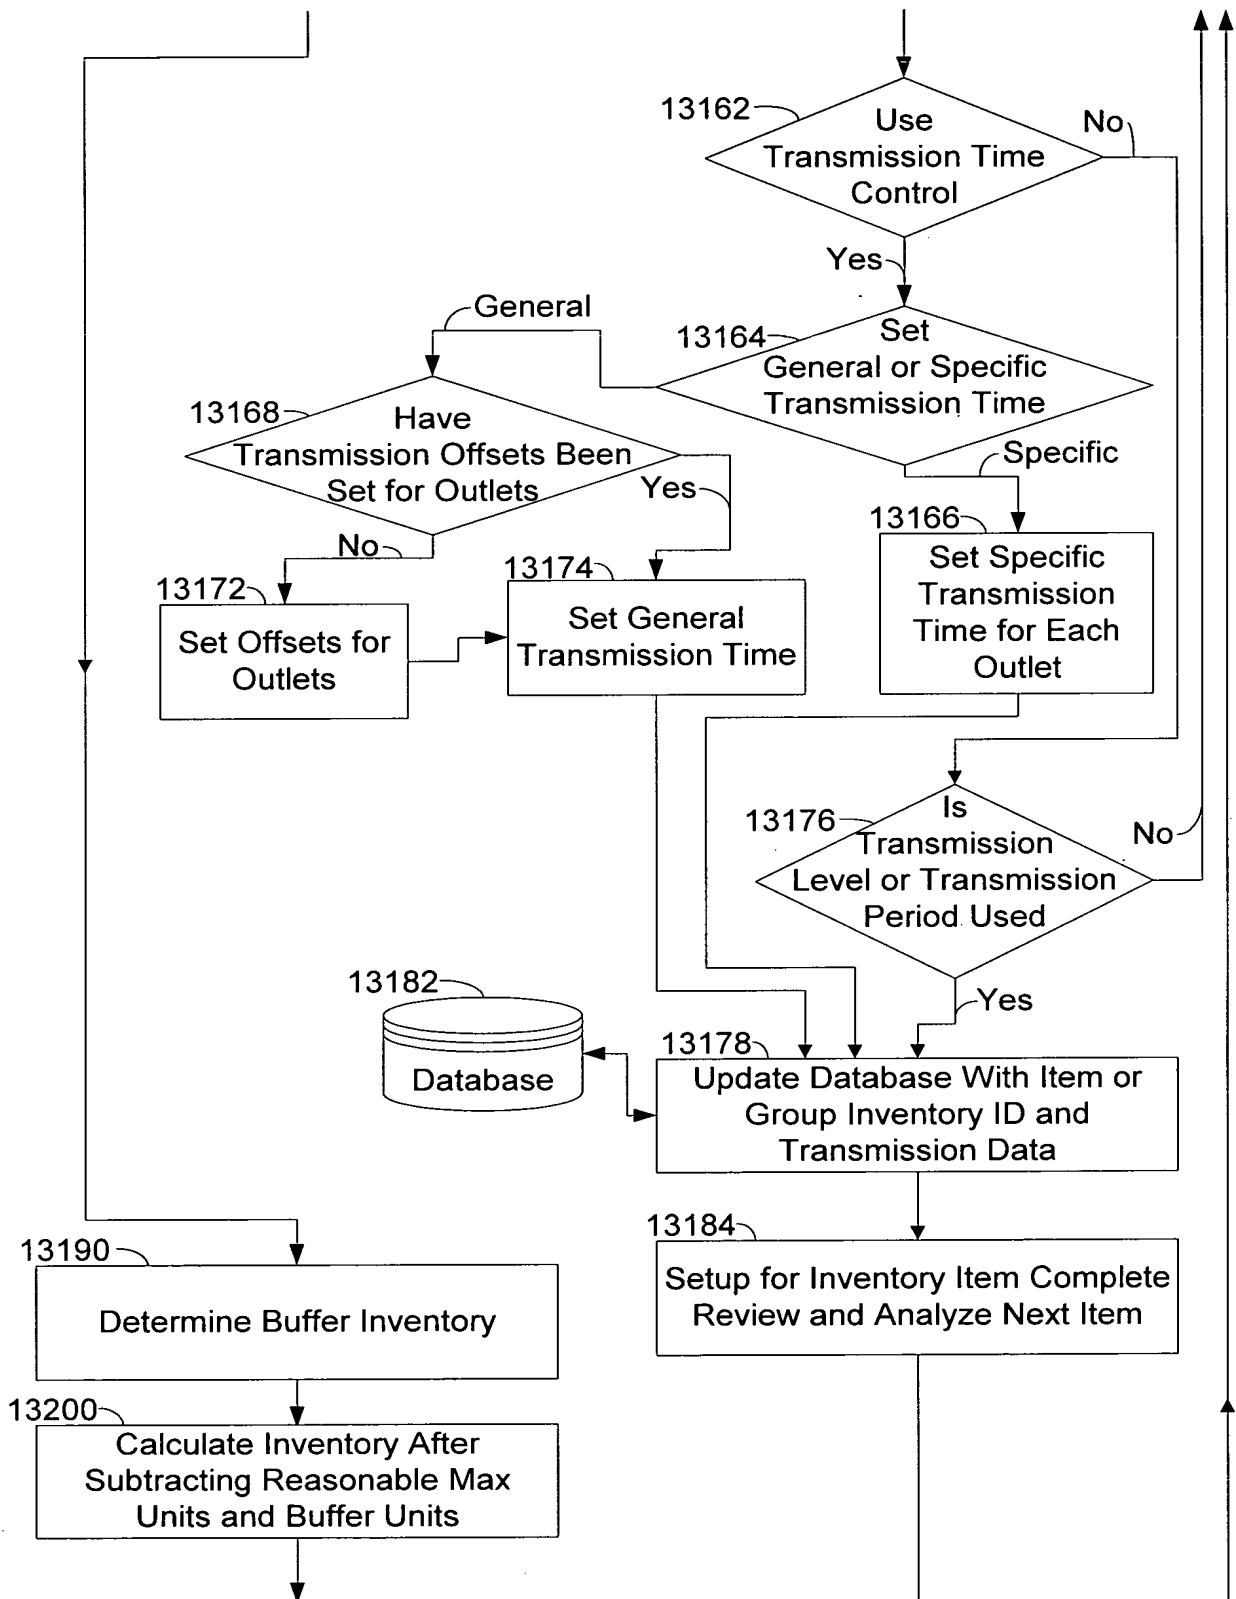 13162
Use
Transmission Time
Control
No
Yes
General
13164
Set
General or Specific
Transmission Time
13168
Have
Transmission Offsets Been
Set for Outlets
Specific
Yes
No
13166
Set Specific
Transmission
Time for Each
Outlet
13172
Set Offsets for
Outlets
13174
Set General
Transmission Time
13176
Is
Transmission
Level or Transmission
Period Used
No
Yes
13182
Database
13178
Update Database With Item or
Group Inventory ID and
Transmission Data
13184
Setup for Inventory Item Complete
Review and Analyze Next Item
13190
Determine Buffer Inventory
13200
Calculate Inventory After
Subtracting Reasonable Max
Units and Buffer Units